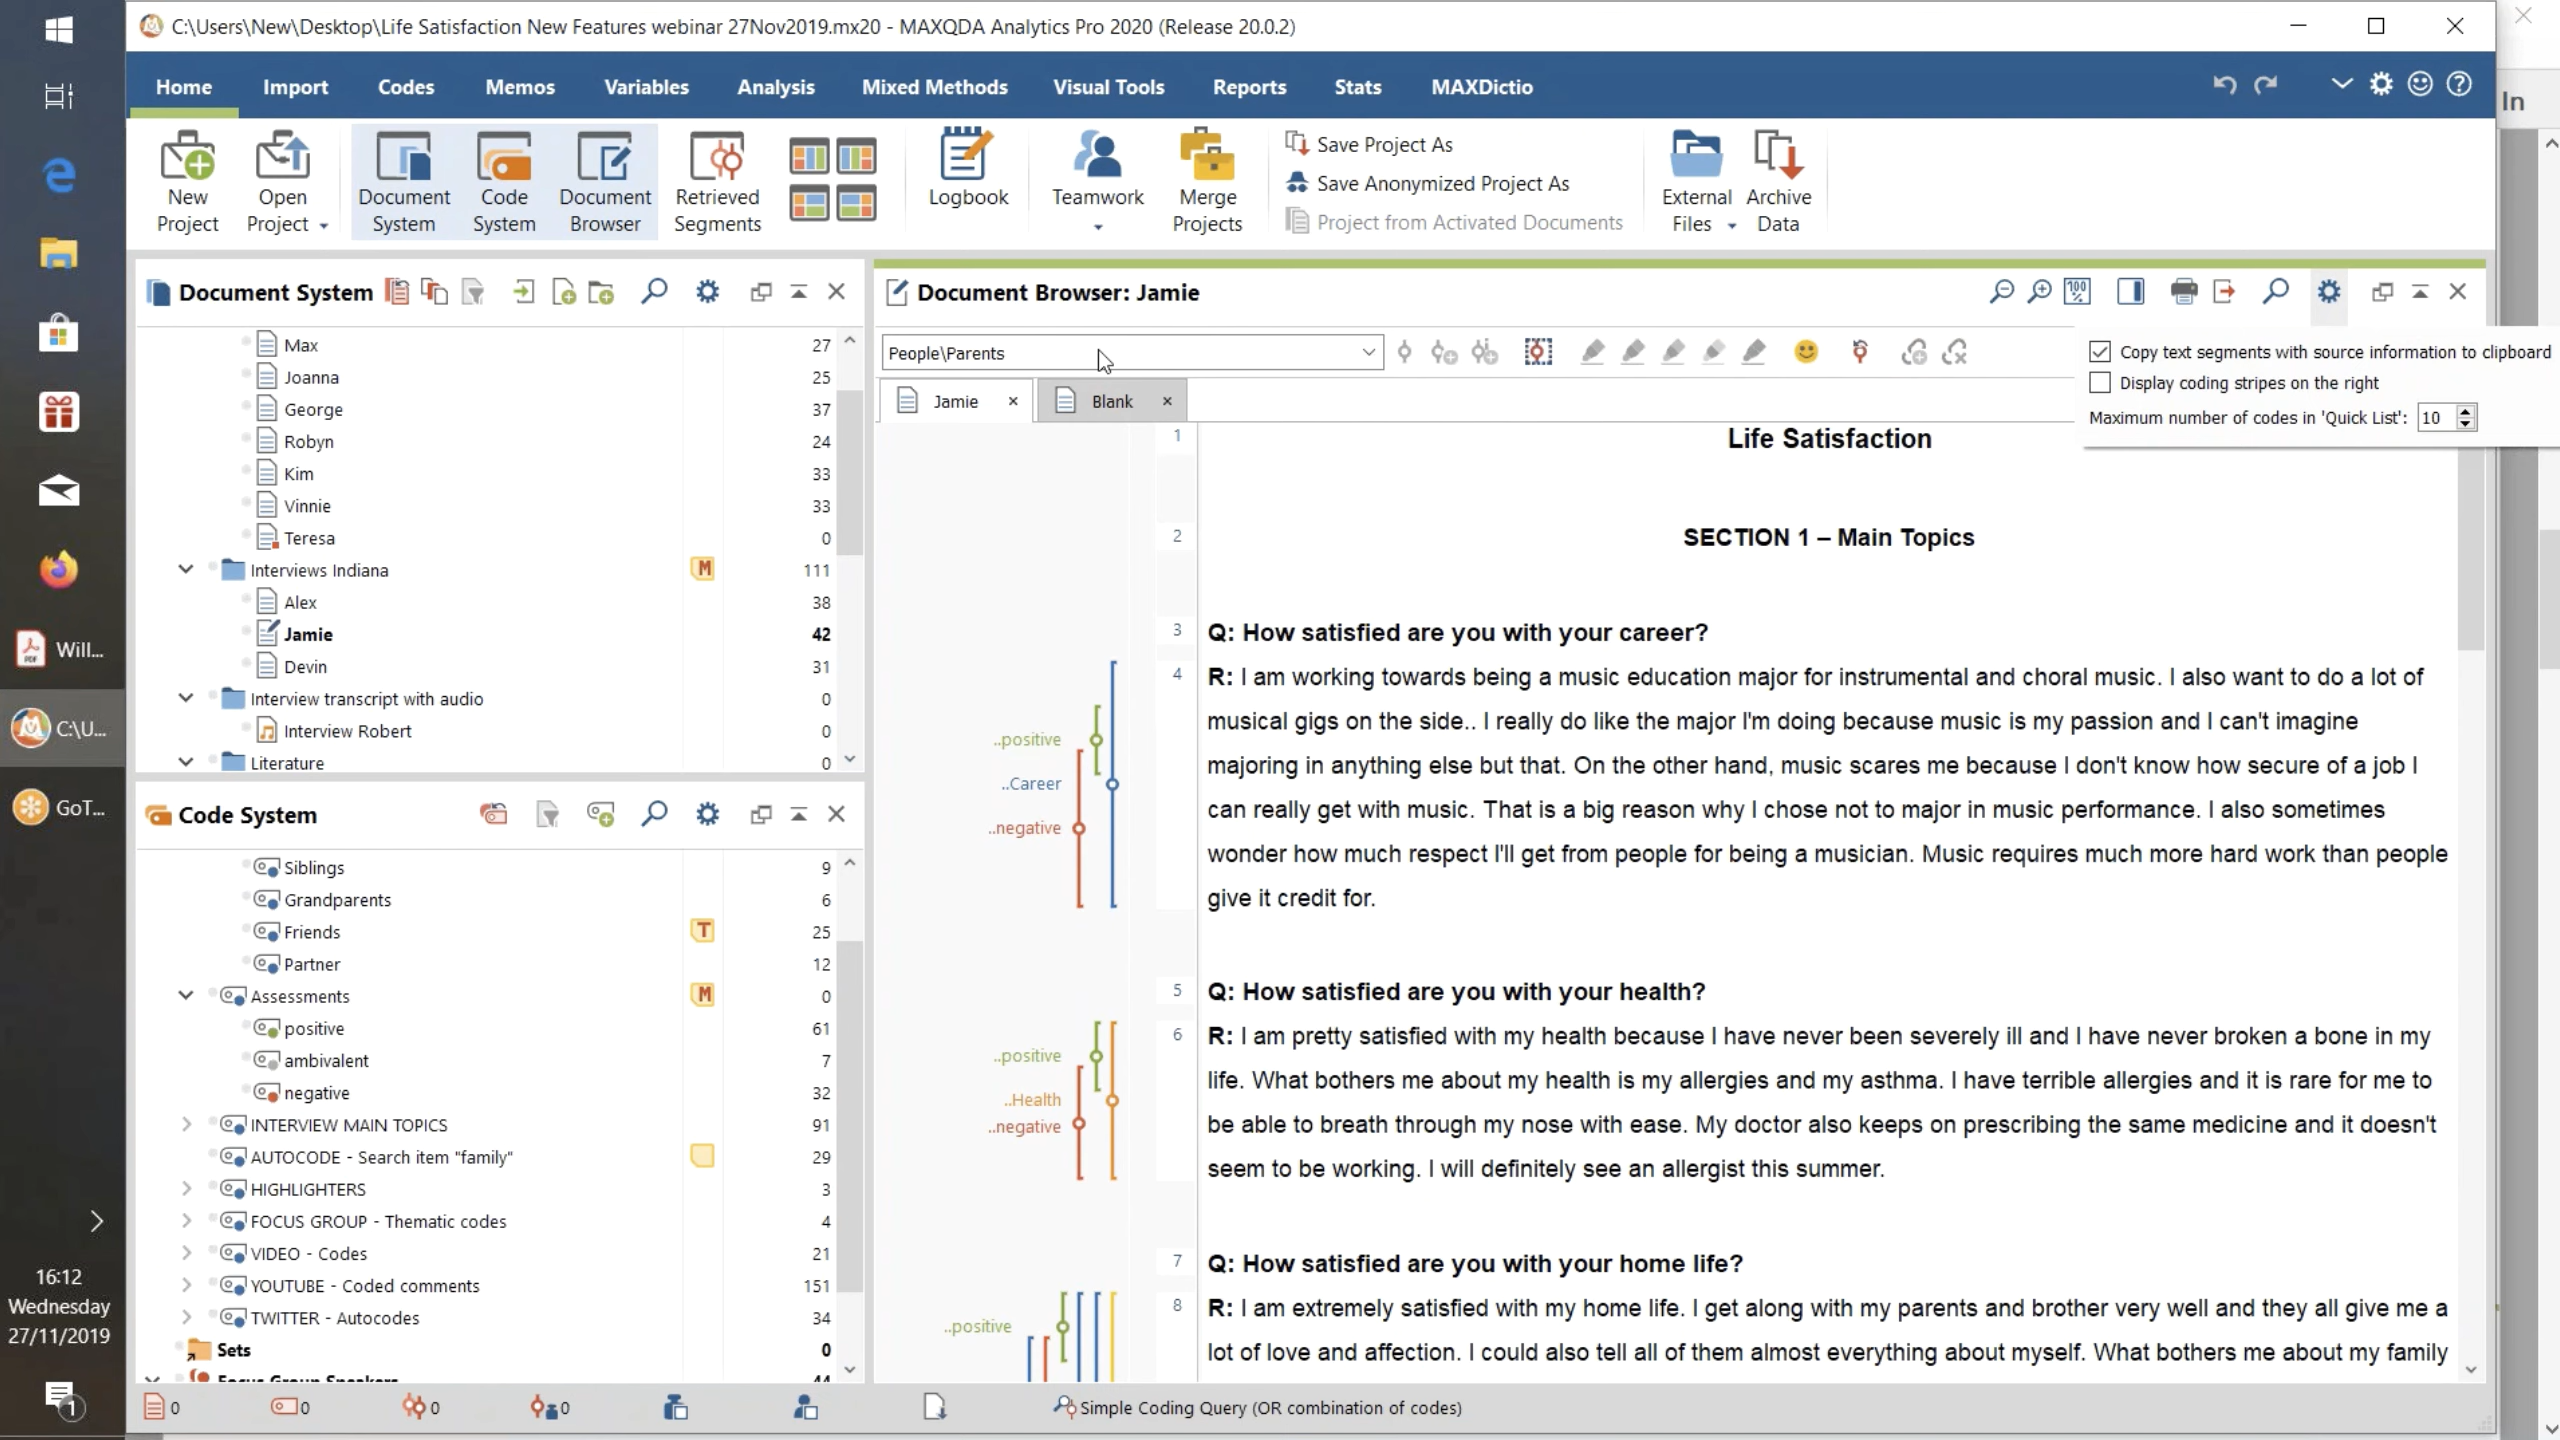 C:\Users\New\Desktop\Life Satisfaction New Features webinar 27Nov2019.mx20 - MAXQDA Analytics Pro 2020 (Release 20.0.2)
Home Import Codes Memos Variables Analysis Mixed Methods Visual Tools Reports Stats MAXDictio
In
New Project
Open Project
Document System
Code System
Document Browser
Retrieved Segments
Logbook
Teamwork
Merge Projects
Save Project As
Save Anonymized Project As
Project from Activated Documents
External Files
Archive Data
Document System
Max 27
Joanna 25
George 37
Robyn 24
Kim 33
Vinnie 33
Teresa 0
Interviews Indiana M 111
Alex 38
Jamie 42
Devin 31
Interview transcript with audio 0
Interview Robert 0
Literature 0
Code System
Siblings 9
Grandparents 6
Friends T 25
Partner 12
Assessments M 0
positive 61
ambivalent 7
negative 32
INTERVIEW MAIN TOPICS 91
AUTOCODE - Search item "family" 29
HIGHLIGHTERS 3
FOCUS GROUP - Thematic codes 4
VIDEO - Codes 21
YOUTUBE - Coded comments 151
TWITTER - Autocodes 34
Sets 0
Focus Group Speakers 44
Document Browser: Jamie
100 %
People\Parents
Copy text segments with source information to clipboard
Display coding stripes on the right
Maximum number of codes in 'Quick List': 10
Jamie × Blank ×
1 Life Satisfaction
2 SECTION 1 – Main Topics
3 Q: How satisfied are you with your career?
4 R: I am working towards being a music education major for instrumental and choral music. I also want to do a lot of
musical gigs on the side.. I really do like the major I'm doing because music is my passion and I can't imagine
..positive
majoring in anything else but that. On the other hand, music scares me because I don't know how secure of a job I
..Career
can really get with music. That is a big reason why I chose not to major in music performance. I also sometimes
..negative
wonder how much respect I'll get from people for being a musician. Music requires much more hard work than people
give it credit for.
5 Q: How satisfied are you with your health?
6 R: I am pretty satisfied with my health because I have never been severely ill and I have never broken a bone in my
..positive
life. What bothers me about my health is my allergies and my asthma. I have terrible allergies and it is rare for me to
..Health
be able to breath through my nose with ease. My doctor also keeps on prescribing the same medicine and it doesn't
..negative
seem to be working. I will definitely see an allergist this summer.
7 Q: How satisfied are you with your home life?
8 R: I am extremely satisfied with my home life. I get along with my parents and brother very well and they all give me a
..positive
lot of love and affection. I could also tell all of them almost everything about myself. What bothers me about my family
0 0 0 0
Simple Coding Query (OR combination of codes)
Will...
C:\U...
GoT...
16:12
Wednesday
27/11/2019
1